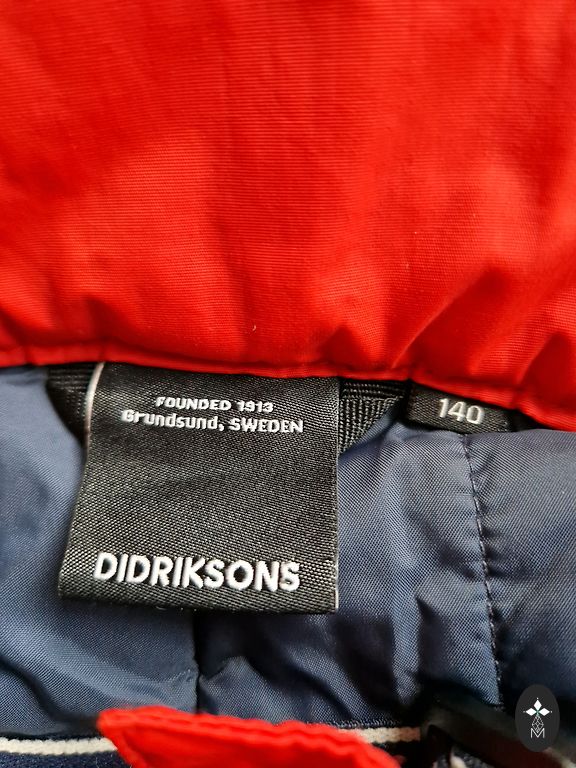 FOUNDED 1913
Grundsund, SWEDEN
DIDRIKSONS
140
M